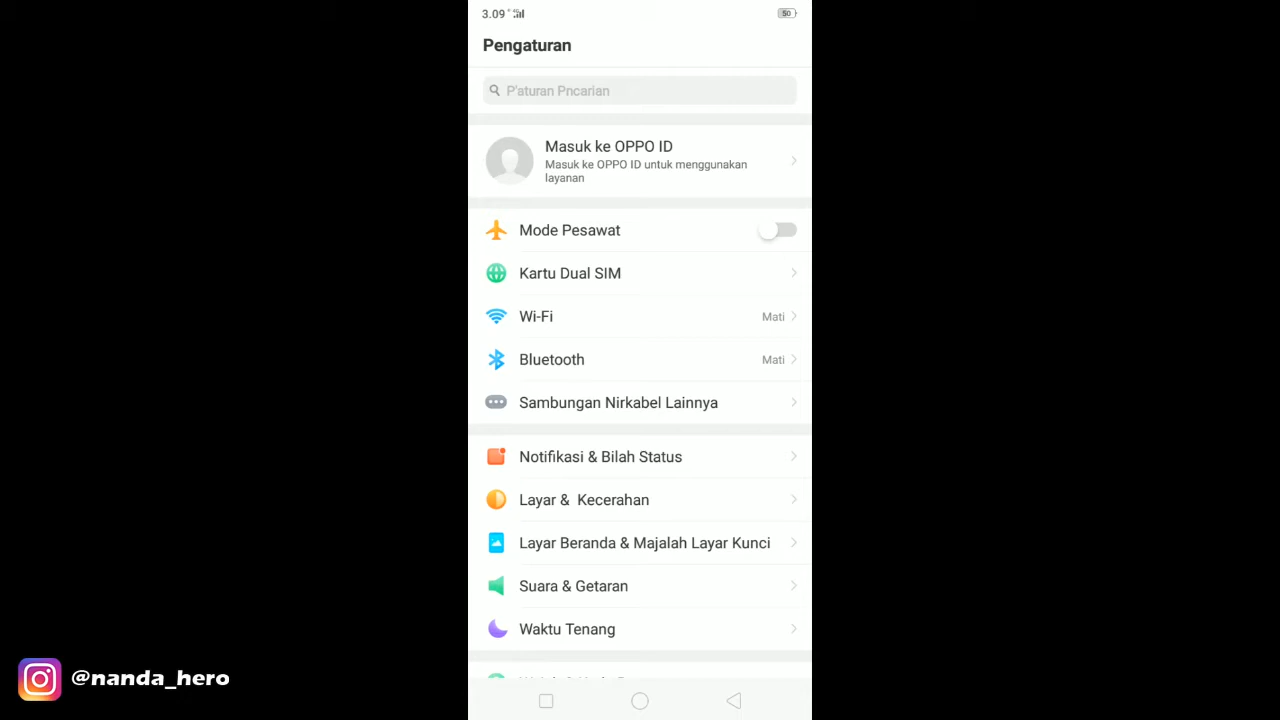 3.09 4G
50
Pengaturan
P'aturan Pncarian
Masuk ke OPPO ID
Masuk ke OPPO ID untuk menggunakan
layanan
Mode Pesawat
Kartu Dual SIM
Wi-Fi Mati
Bluetooth Mati
Sambungan Nirkabel Lainnya
Notifikasi & Bilah Status
Layar & Kecerahan
Layar Beranda & Majalah Layar Kunci
Suara & Getaran
Waktu Tenang
@nanda_hero